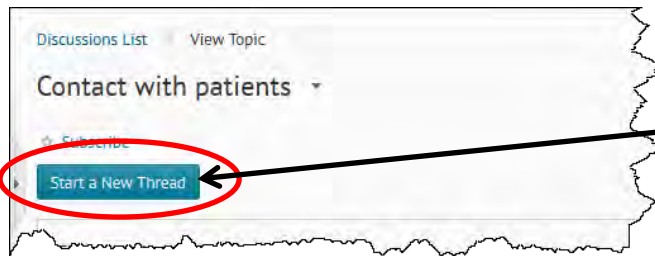 Discussions List View Topic
Contact with patients
Subscribe
Start a New Thread